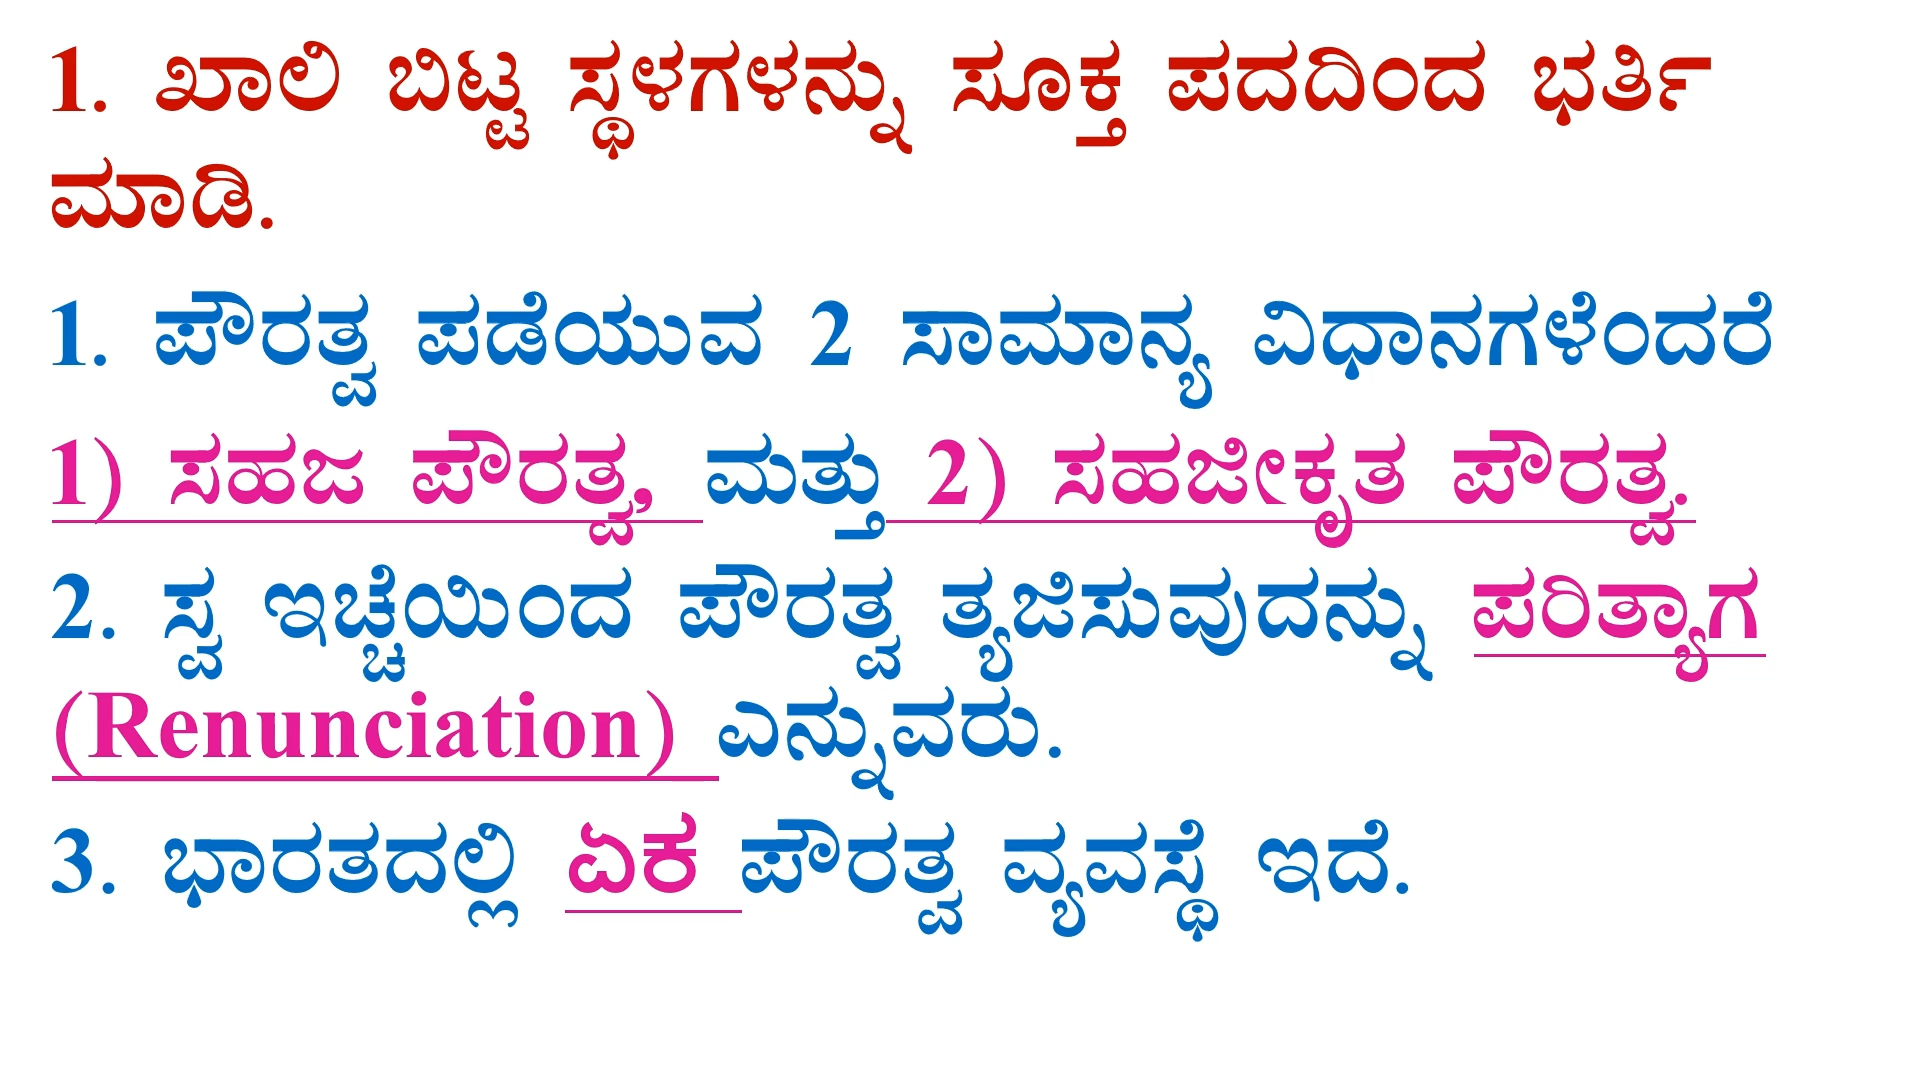 1. ಖಾಲಿ ಬಿಟ್ಟ ಸ್ಥಳಗಳನ್ನು ಸೂಕ್ತ ಪದದಿಂದ ಭರ್ತಿ
ಮಾಡಿ.
1. ಪೌರತ್ವ ಪಡೆಯುವ 2 ಸಾಮಾನ್ಯ ವಿಧಾನಗಳೆಂದರೆ
1) ಸಹಜ ಪೌರತ್ವ, ಮತ್ತು 2) ಸಹಜೀಕೃತ ಪೌರತ್ವ.
2. ಸ್ವ ಇಚ್ಚೆಯಿಂದ ಪೌರತ್ವ ತ್ಯಜಿಸುವುದನ್ನು ಪರಿತ್ಯಾಗ
(Renunciation) ಎನ್ನುವರು.
3. ಭಾರತದಲ್ಲಿ ಏಕ ಪೌರತ್ವ ವ್ಯವಸ್ಥೆ ಇದೆ.